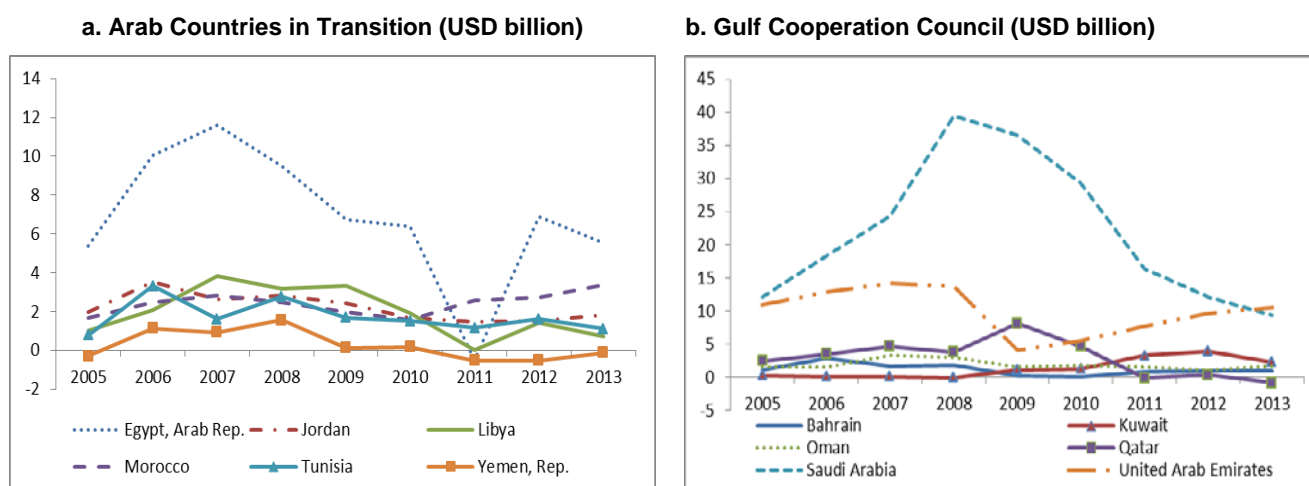 a. Arab Countries in Transition (USD billion)
14
12
10
8
6
4
2
0
-2
2005 2006 2007 2008 2009 2010 2011 2012 2013
Egypt, Arab Rep. Jordan Libya
Morocco Tunisia Yemen, Rep.
b. Gulf Cooperation Council (USD billion)
45
40
35
30
25
20
15
10
5
0
-5
2005 2006 2007 2008 2009 2010 2011 2012 2013
Bahrain Kuwait
Oman Qatar
Saudi Arabia United Arab Emirates